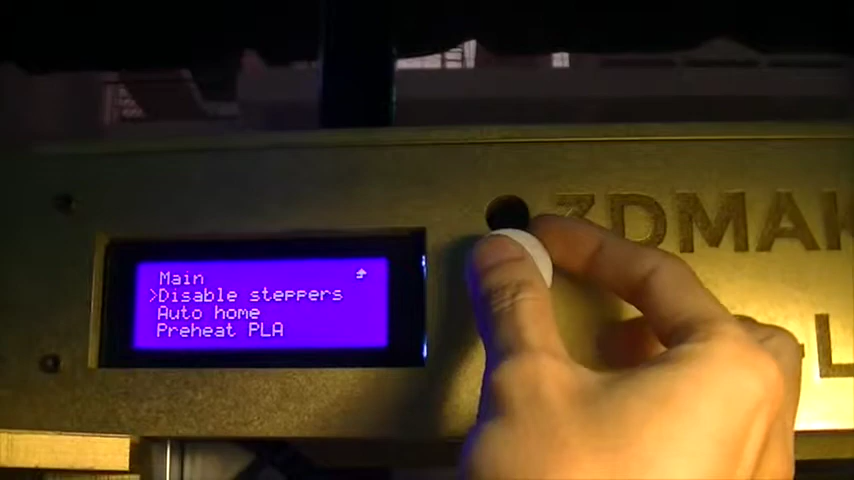 Main
>Disable steppers
Auto home
Preheat PLA
3DMAK
L